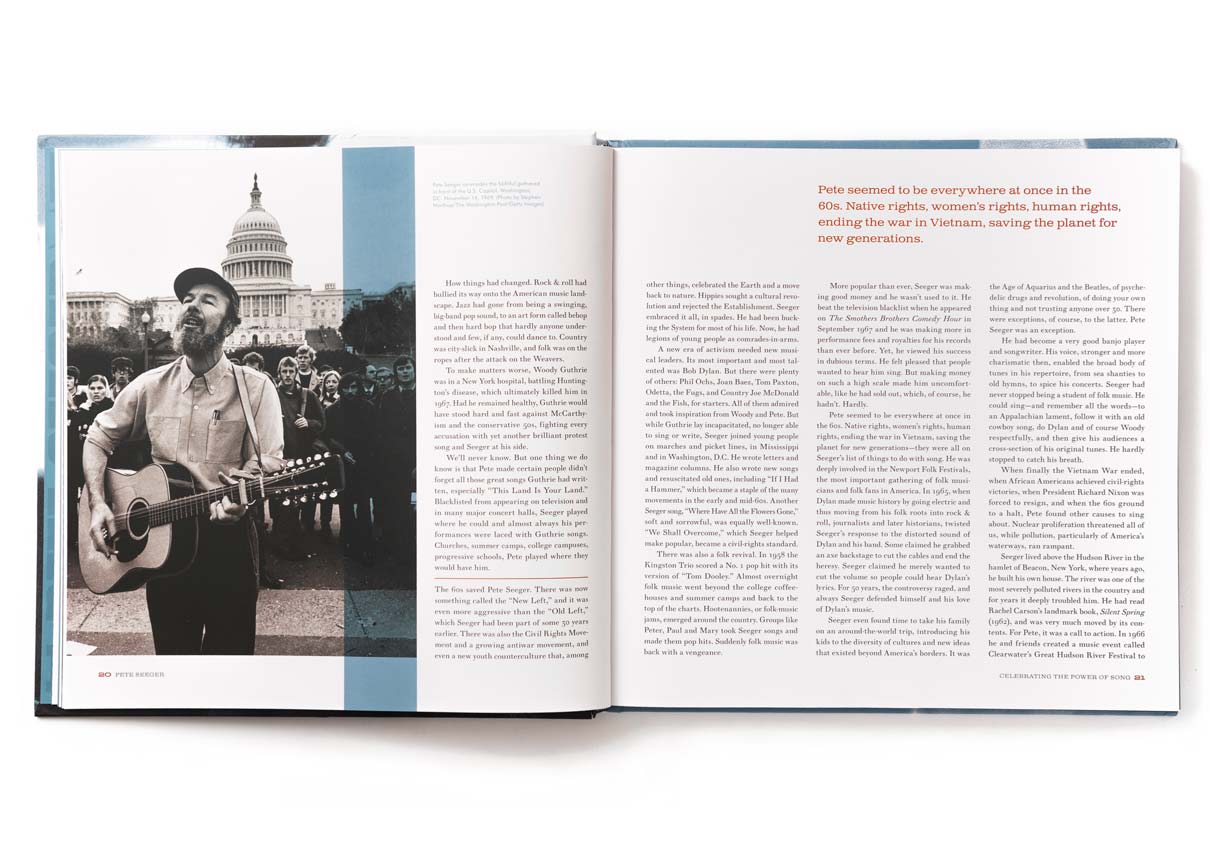 Pete Seeger serenades the faithful gathered
in front of the U.S. Capitol, Washington,
DC, November 14, 1969. (Photo by Stephen
Northup/The Washington Post/Getty Images)
How things had changed. Rock & roll had
bullied its way onto the American music land-
scape. Jazz had gone from being a swinging,
big-band pop sound, to an art form called bebop
and then hard bop that hardly anyone under-
stood and few, if any, could dance to. Country
was city-slick in Nashville, and folk was on the
ropes after the attack on the Weavers.
To make matters worse, Woody Guthrie
was in a New York hospital, battling Hunting-
ton's disease, which ultimately killed him in
1967. Had he remained healthy, Guthrie would
have stood hard and fast against McCarthy-
ism and the conservative 50s, fighting every
accusation with yet another brilliant protest
song and Seeger at his side.
We'll never know. But one thing we do
know is that Pete made certain people didn't
forget all those great songs Guthrie had writ-
ten, especially "This Land Is Your Land."
Blacklisted from appearing on television and
in many major concert halls, Seeger played
where he could and almost always his per-
formances were laced with Guthrie songs.
Churches, summer camps, college campuses,
progressive schools, Pete played where they
would have him.
The 60s saved Pete Seeger. There was now
something called the "New Left," and it was
even more aggressive than the "Old Left,"
which Seeger had been part of some 30 years
earlier. There was also the Civil Rights Move-
ment and a growing antiwar movement, and
even a new youth counterculture that, among
20 PETE SEEGER
Pete seemed to be everywhere at once in the
60s. Native rights, women's rights, human rights,
ending the war in Vietnam, saving the planet for
new generations.
other things, celebrated the Earth and a move
back to nature. Hippies sought a cultural revo-
lution and rejected the Establishment. Seeger
embraced it all, in spades. He had been buck-
ing the System for most of his life. Now, he had
legions of young people as comrades-in-arms.
A new era of activism needed new musi-
cal leaders. Its most important and most tal-
ented was Bob Dylan. But there were plenty
of others: Phil Ochs, Joan Baez, Tom Paxton,
Odetta, the Fugs, and Country Joe McDonald
and the Fish, for starters. All of them admired
and took inspiration from Woody and Pete. But
while Guthrie lay incapacitated, no longer able
to sing or write, Seeger joined young people
on marches and picket lines, in Mississippi
and in Washington, D.C. He wrote letters and
magazine columns. He also wrote new songs
and resuscitated old ones, including "If I Had
a Hammer," which became a staple of the many
movements in the early and mid-60s. Another
Seeger song, "Where Have All the Flowers Gone,"
soft and sorrowful, was equally well-known.
"We Shall Overcome," which Seeger helped
make popular, became a civil-rights standard.
There was also a folk revival. In 1958 the
Kingston Trio scored a No. 1 pop hit with its
version of "Tom Dooley." Almost overnight
folk music went beyond the college coffee-
houses and summer camps and back to the
top of the charts. Hootenannies, or folk-music
jams, emerged around the country. Groups like
Peter, Paul and Mary took Seeger songs and
made them pop hits. Suddenly folk music was
back with a vengeance.
More popular than ever, Seeger was mak-
ing good money and he wasn't used to it. He
beat the television blacklist when he appeared
on The Smothers Brothers Comedy Hour in
September 1967 and he was making more in
performance fees and royalties for his records
than ever before. Yet, he viewed his success
in dubious terms. He felt pleased that people
wanted to hear him sing. But making money
on such a high scale made him uncomfort-
able, like he had sold out, which, of course, he
hadn't. Hardly.
Pete seemed to be everywhere at once in
the 60s. Native rights, women's rights, human
rights, ending the war in Vietnam, saving the
planet for new generations—they were all on
Seeger's list of things to do with song. He was
deeply involved in the Newport Folk Festivals,
the most important gathering of folk musi-
cians and folk fans in America. In 1965, when
Dylan made music history by going electric and
thus moving from his folk roots into rock &
roll, journalists and later historians, twisted
Seeger's response to the distorted sound of
Dylan and his band. Some claimed he grabbed
an axe backstage to cut the cables and end the
heresy. Seeger claimed he merely wanted to
cut the volume so people could hear Dylan's
lyrics. For 50 years, the controversy raged, and
always Seeger defended himself and his love
of Dylan's music.
Seeger even found time to take his family
on an around-the-world trip, introducing his
kids to the diversity of cultures and new ideas
that existed beyond America's borders. It was
the Age of Aquarius and the Beatles, of psyche-
delic drugs and revolution, of doing your own
thing and not trusting anyone over 30. There
were exceptions, of course, to the latter. Pete
Seeger was an exception.
He had become a very good banjo player
and songwriter. His voice, stronger and more
charismatic then, enabled the broad body of
tunes in his repertoire, from sea shanties to
old hymns, to spice his concerts. Seeger had
never stopped being a student of folk music. He
could sing—and remember all the words—to
an Appalachian lament, follow it with an old
cowboy song, do Dylan and of course Woody
respectfully, and then give his audiences a
cross-section of his original tunes. He hardly
stopped to catch his breath.
When finally the Vietnam War ended,
when African Americans achieved civil-rights
victories, when President Richard Nixon was
forced to resign, and when the 60s ground
to a halt, Pete found other causes to sing
about. Nuclear proliferation threatened all of
us, while pollution, particularly of America's
waterways, ran rampant.
Seeger lived above the Hudson River in the
hamlet of Beacon, New York, where years ago,
he built his own house. The river was one of the
most severely polluted rivers in the country and
for years it deeply troubled him. He had read
Rachel Carson's landmark book, Silent Spring
(1962), and was very much moved by its con-
tents. For Pete, it was a call to action. In 1966
he and friends created a music event called
Clearwater's Great Hudson River Festival to
CELEBRATING THE POWER OF SONG 21